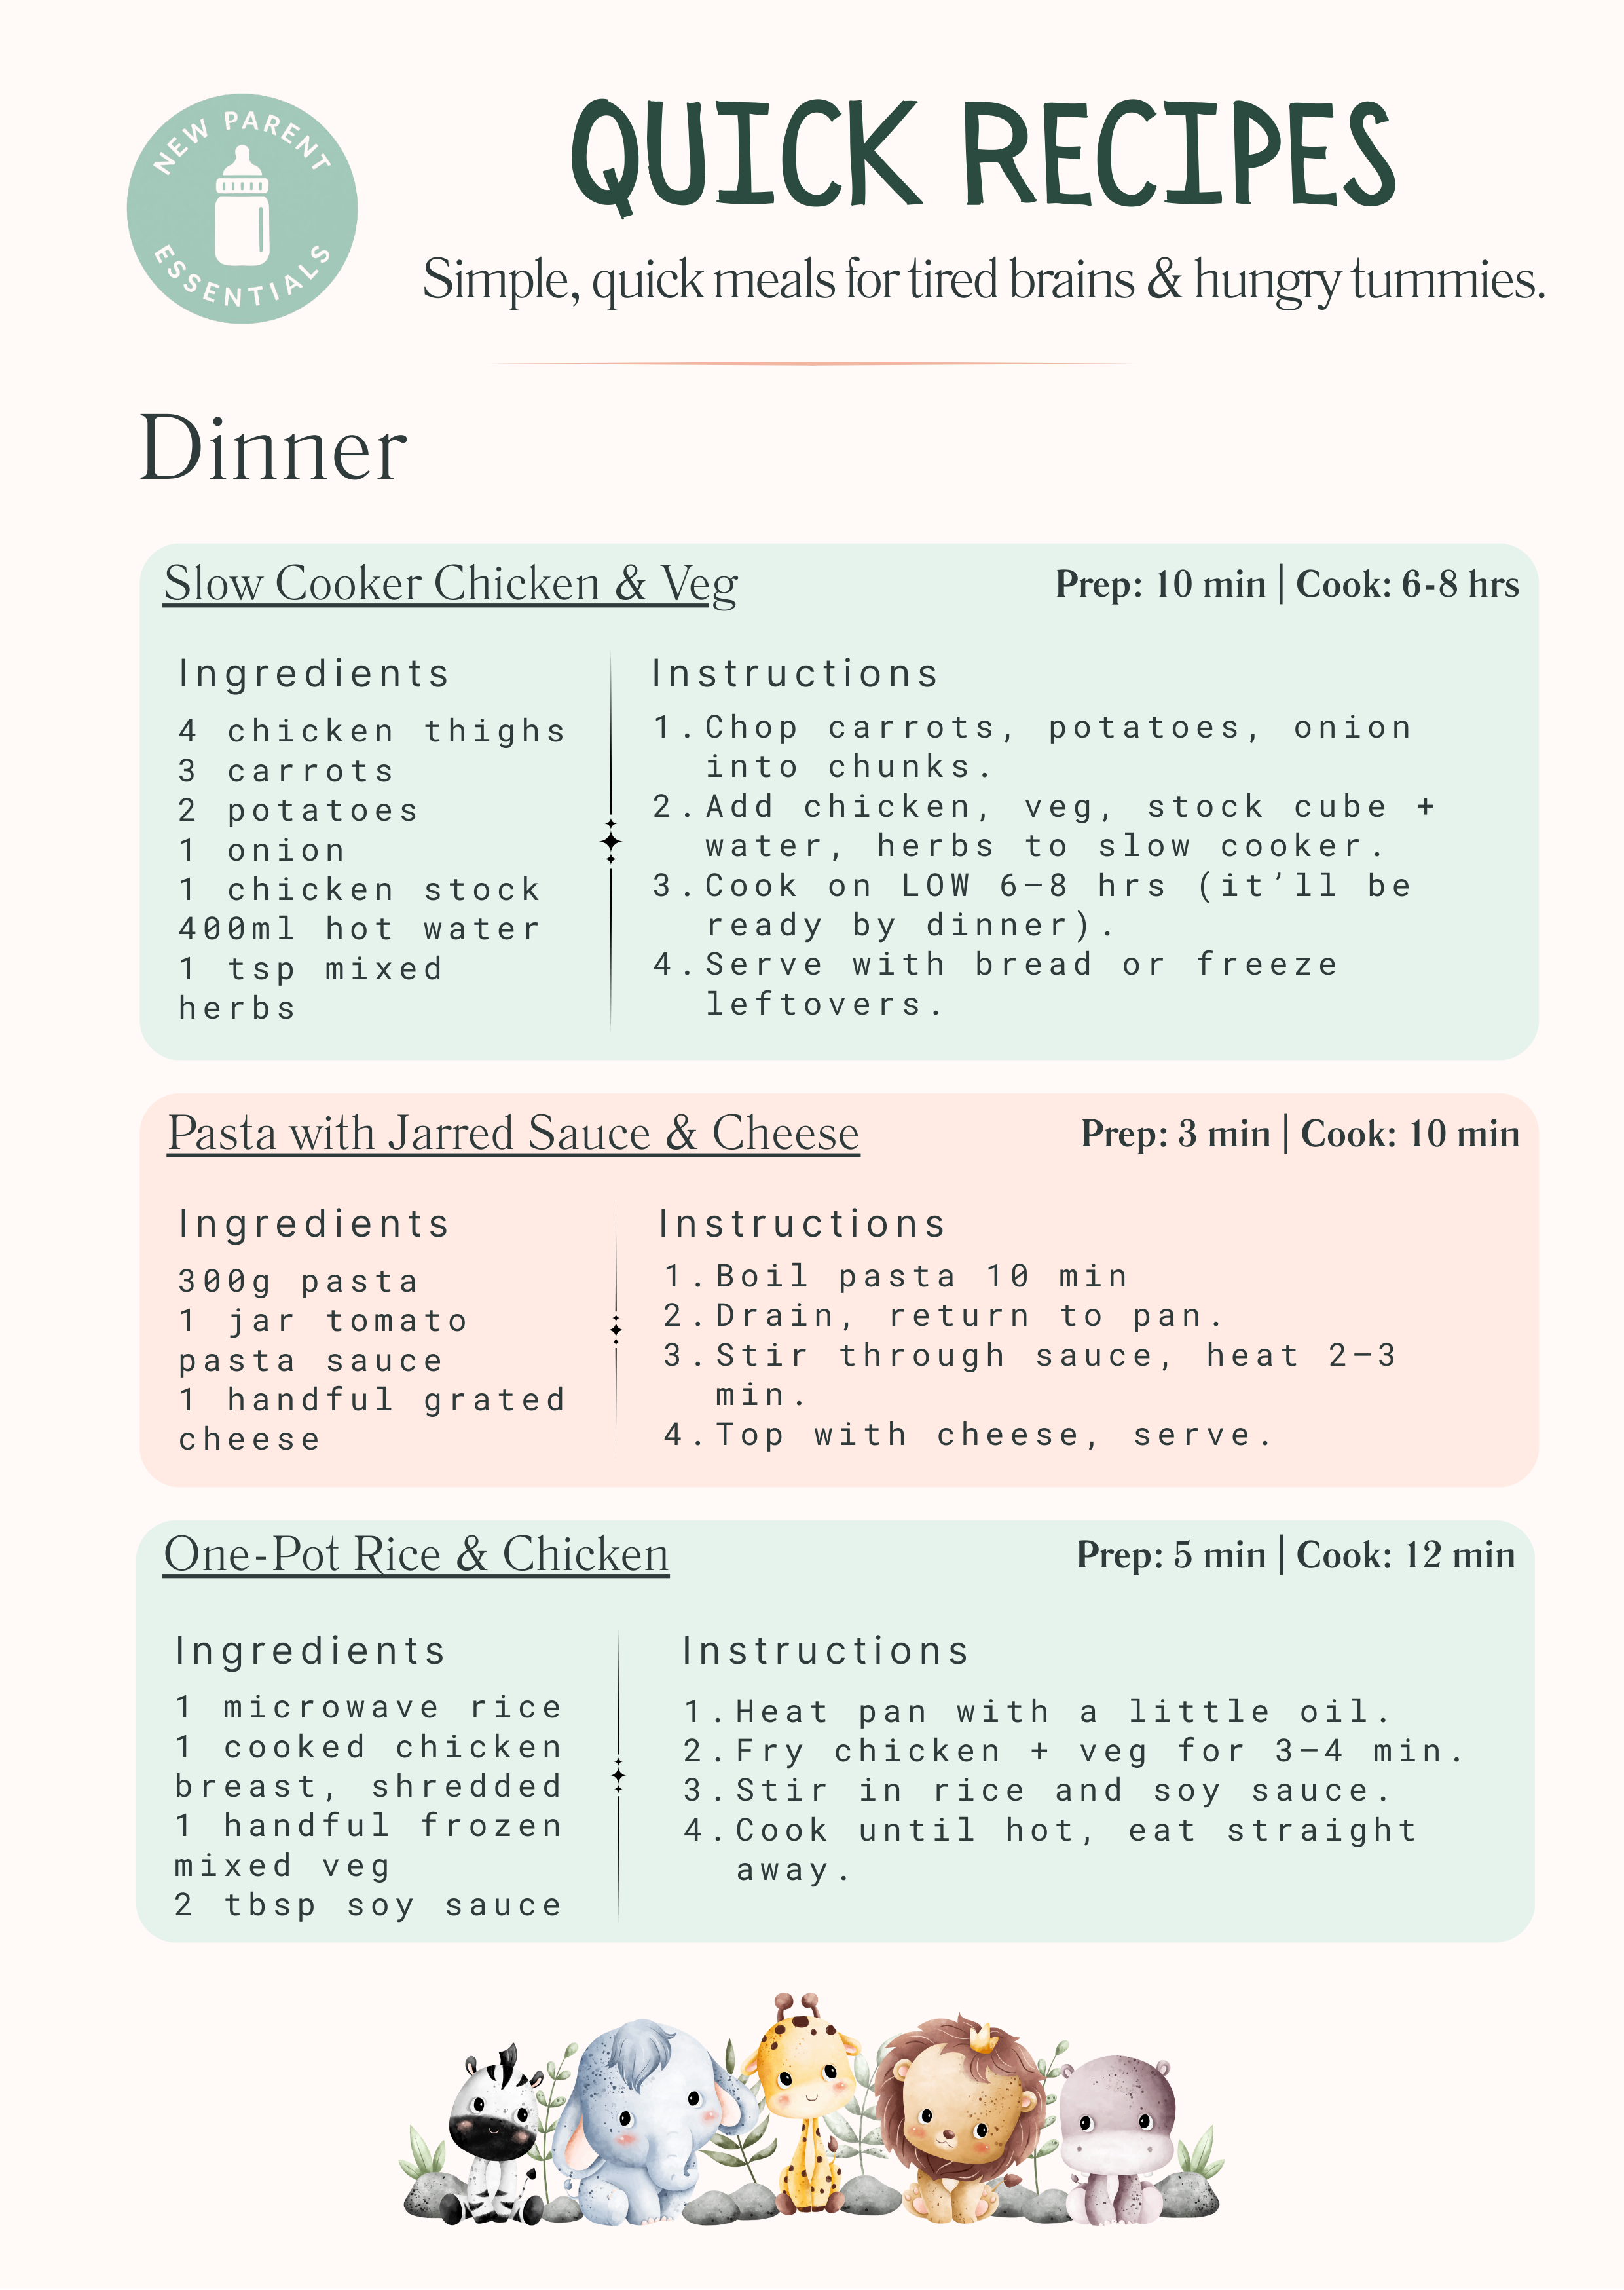 NEW PARENT
ESSENTIALS
QUICK RECIPES
Simple, quick meals for tired brains & hungry tummies.
Dinner
Slow Cooker Chicken & Veg
Prep: 10 min | Cook: 6-8 hrs
Ingredients
4 chicken thighs
3 carrots
2 potatoes
1 onion
1 chicken stock
400ml hot water
1 tsp mixed
herbs
Instructions
1. Chop carrots, potatoes, onion
into chunks.
2. Add chicken, veg, stock cube +
water, herbs to slow cooker.
3. Cook on LOW 6–8 hrs (it’ll be
ready by dinner).
4. Serve with bread or freeze
leftovers.
Pasta with Jarred Sauce & Cheese
Prep: 3 min | Cook: 10 min
Ingredients
300g pasta
1 jar tomato
pasta sauce
1 handful grated
cheese
Instructions
1. Boil pasta 10 min
2. Drain, return to pan.
3. Stir through sauce, heat 2–3
min.
4. Top with cheese, serve.
One-Pot Rice & Chicken
Prep: 5 min | Cook: 12 min
Ingredients
1 microwave rice
1 cooked chicken
breast, shredded
1 handful frozen
mixed veg
2 tbsp soy sauce
Instructions
1. Heat pan with a little oil.
2. Fry chicken + veg for 3–4 min.
3. Stir in rice and soy sauce.
4. Cook until hot, eat straight
away.